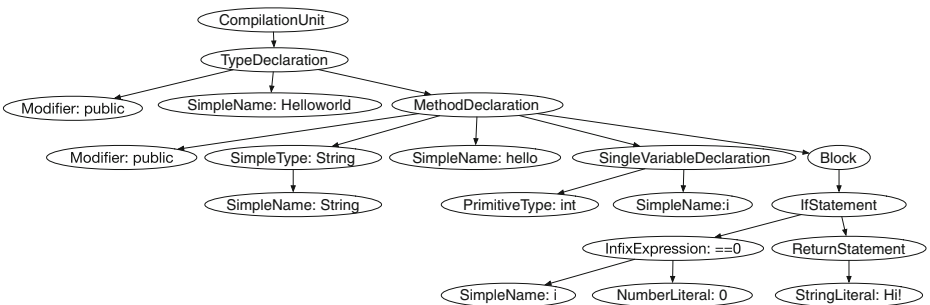 CompilationUnit
TypeDeclaration
Modifier: public
SimpleName: Helloworld
MethodDeclaration
Modifier: public
SimpleType: String
SimpleName: hello
SingleVariableDeclaration
Block
SimpleName: String
PrimitiveType: int
SimpleName:i
IfStatement
InfixExpression: ==0
ReturnStatement
SimpleName: i
NumberLiteral: 0
StringLiteral: Hi!